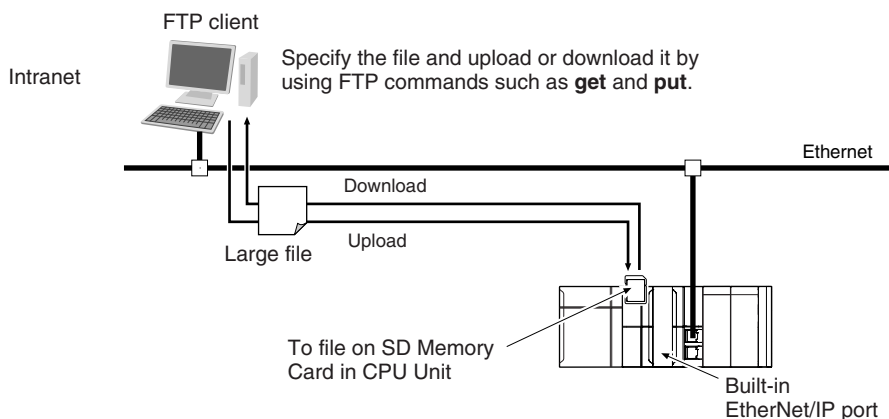 FTP client
Specify the file and upload or download it by
using FTP commands such as get and put.
Intranet
Ethernet
Download
Upload
Large file
To file on SD Memory
Card in CPU Unit
Built-in
EtherNet/IP port